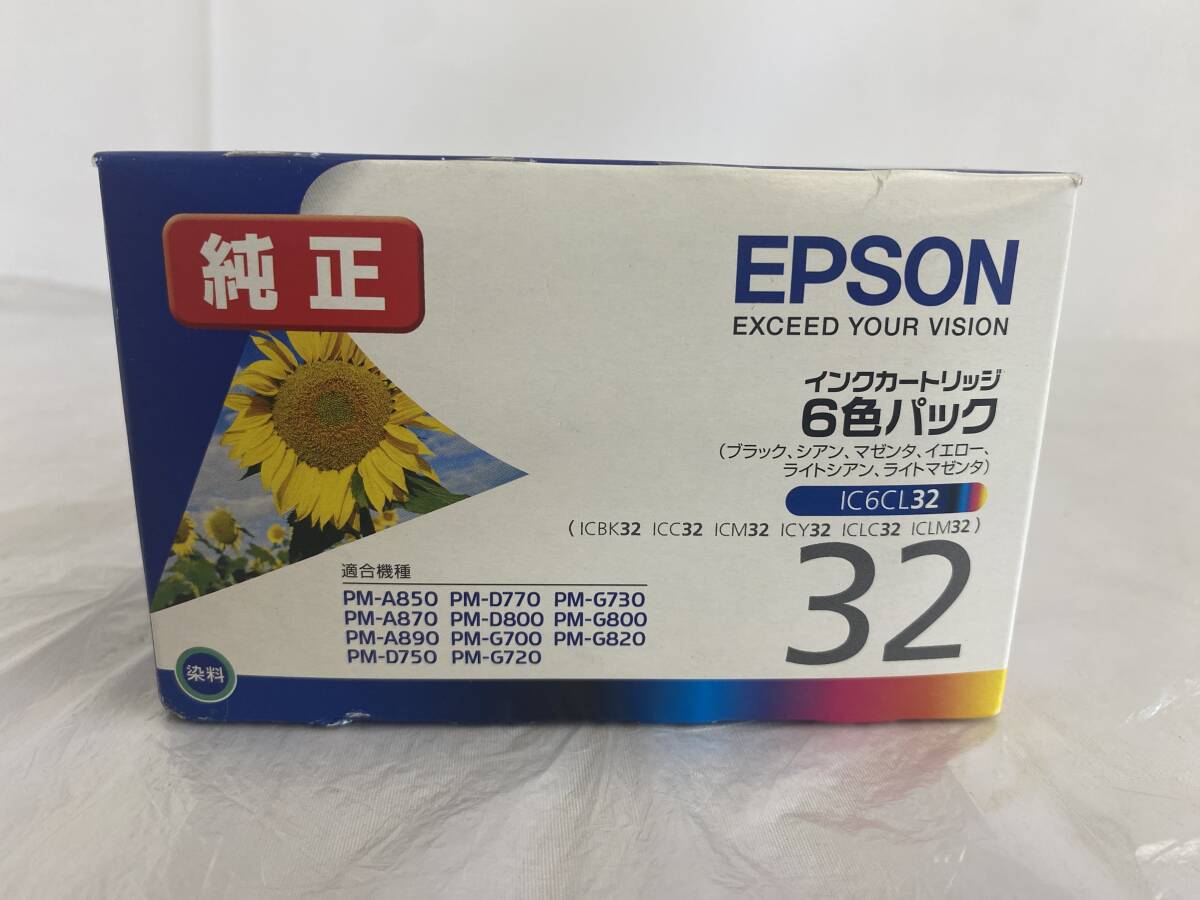 純正
EPSON
EXCEED YOUR VISION
インクカートリッジ
6色パック
(ブラック、シアン、マゼンタ、イエロー、
ライトシアン、ライトマゼンタ)
IC6CL32
(ICBK32 ICC32 ICM32 ICY32 ICLC32 ICLM32)
32
適合機種
PM-A850 PM-D770 PM-G730
PM-A870 PM-D800 PM-G800
PM-A890 PM-G700 PM-G820
PM-D750 PM-G720
染料